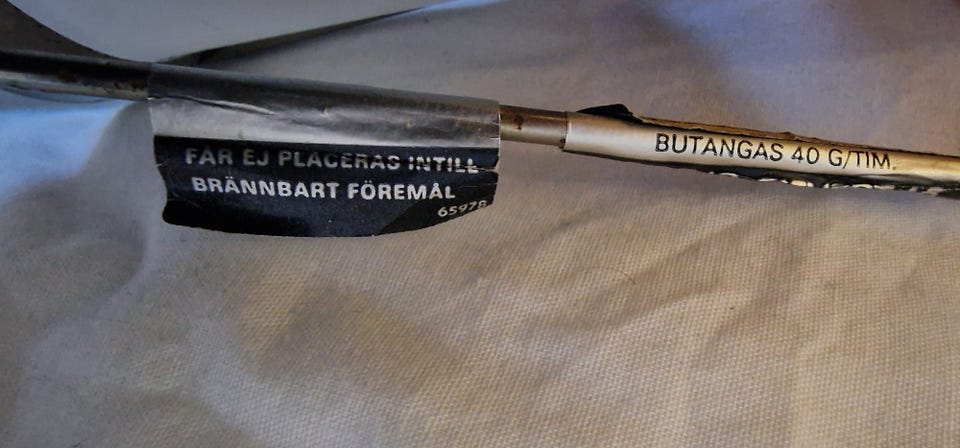 FÅR EJ PLACERAS INTILL
BRÄNNBART FÖREMÅL
65978
BUTANGAS 40 G/TIM.